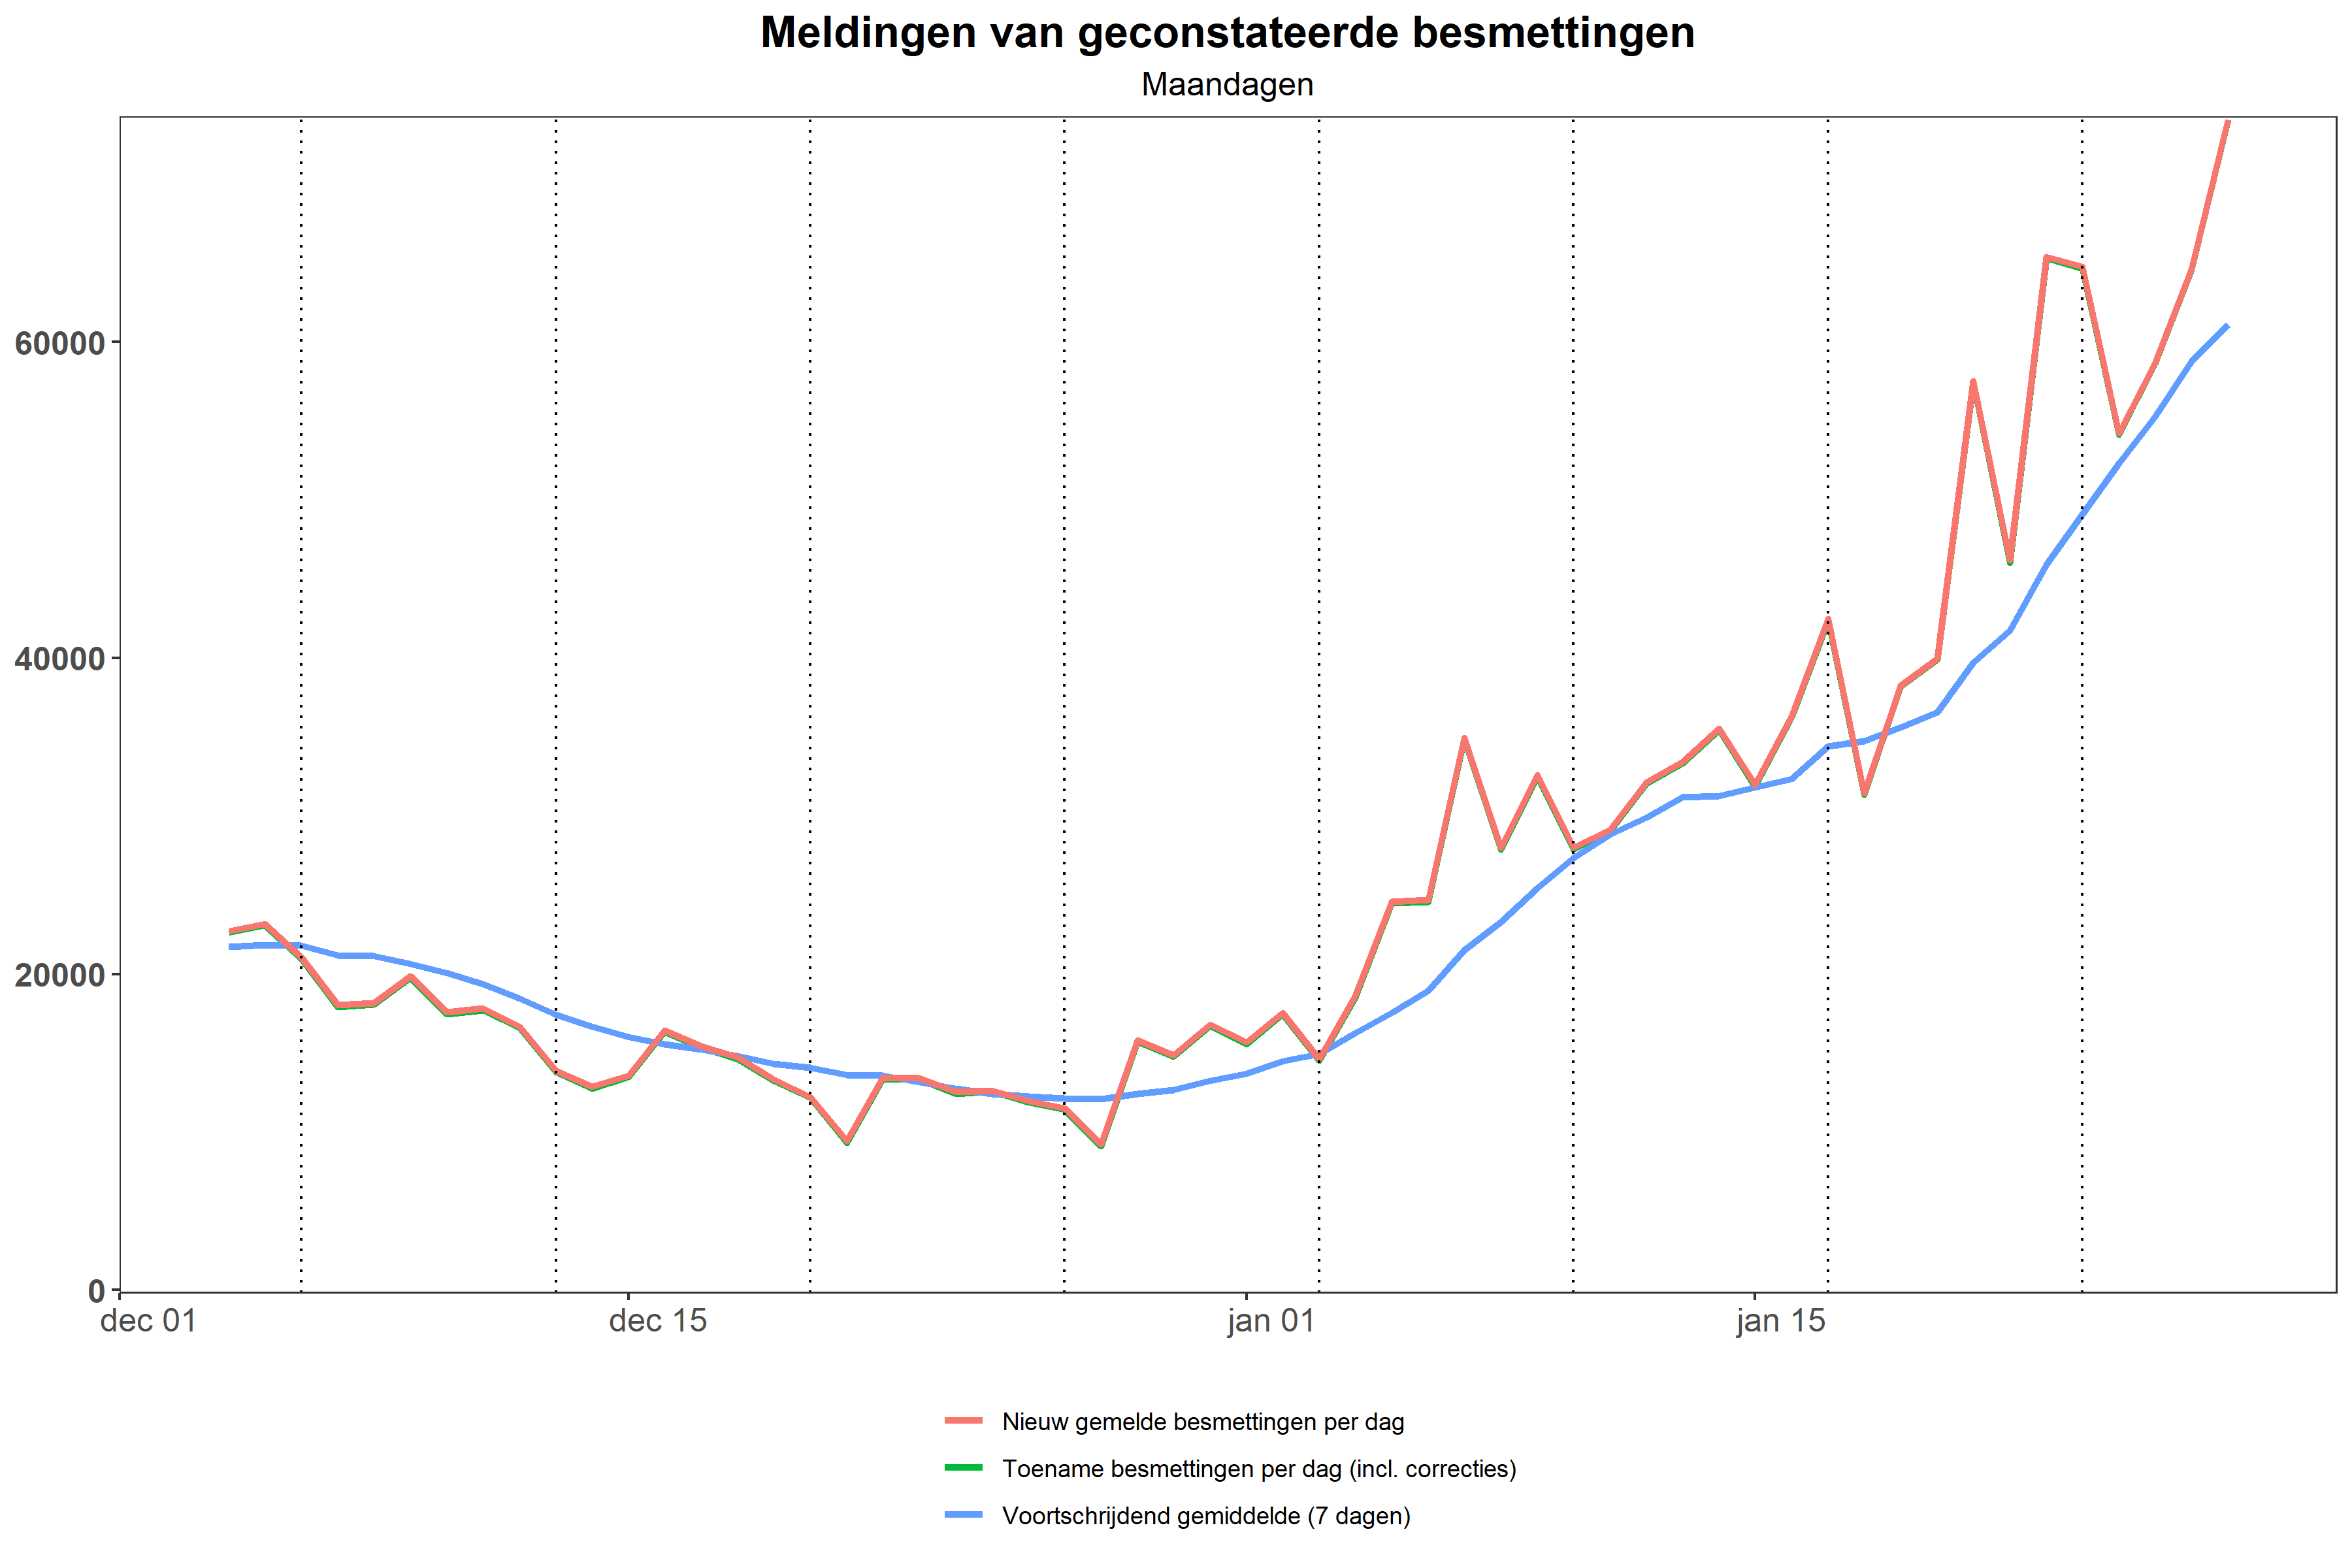 Meldingen van geconstateerde besmettingen
Maandagen
60000
40000
20000
0
dec 01
dec 15
jan 01
jan 15
Nieuw gemelde besmettingen per dag
Toename besmettingen per dag (incl. correcties)
Voortschrijdend gemiddelde (7 dagen)